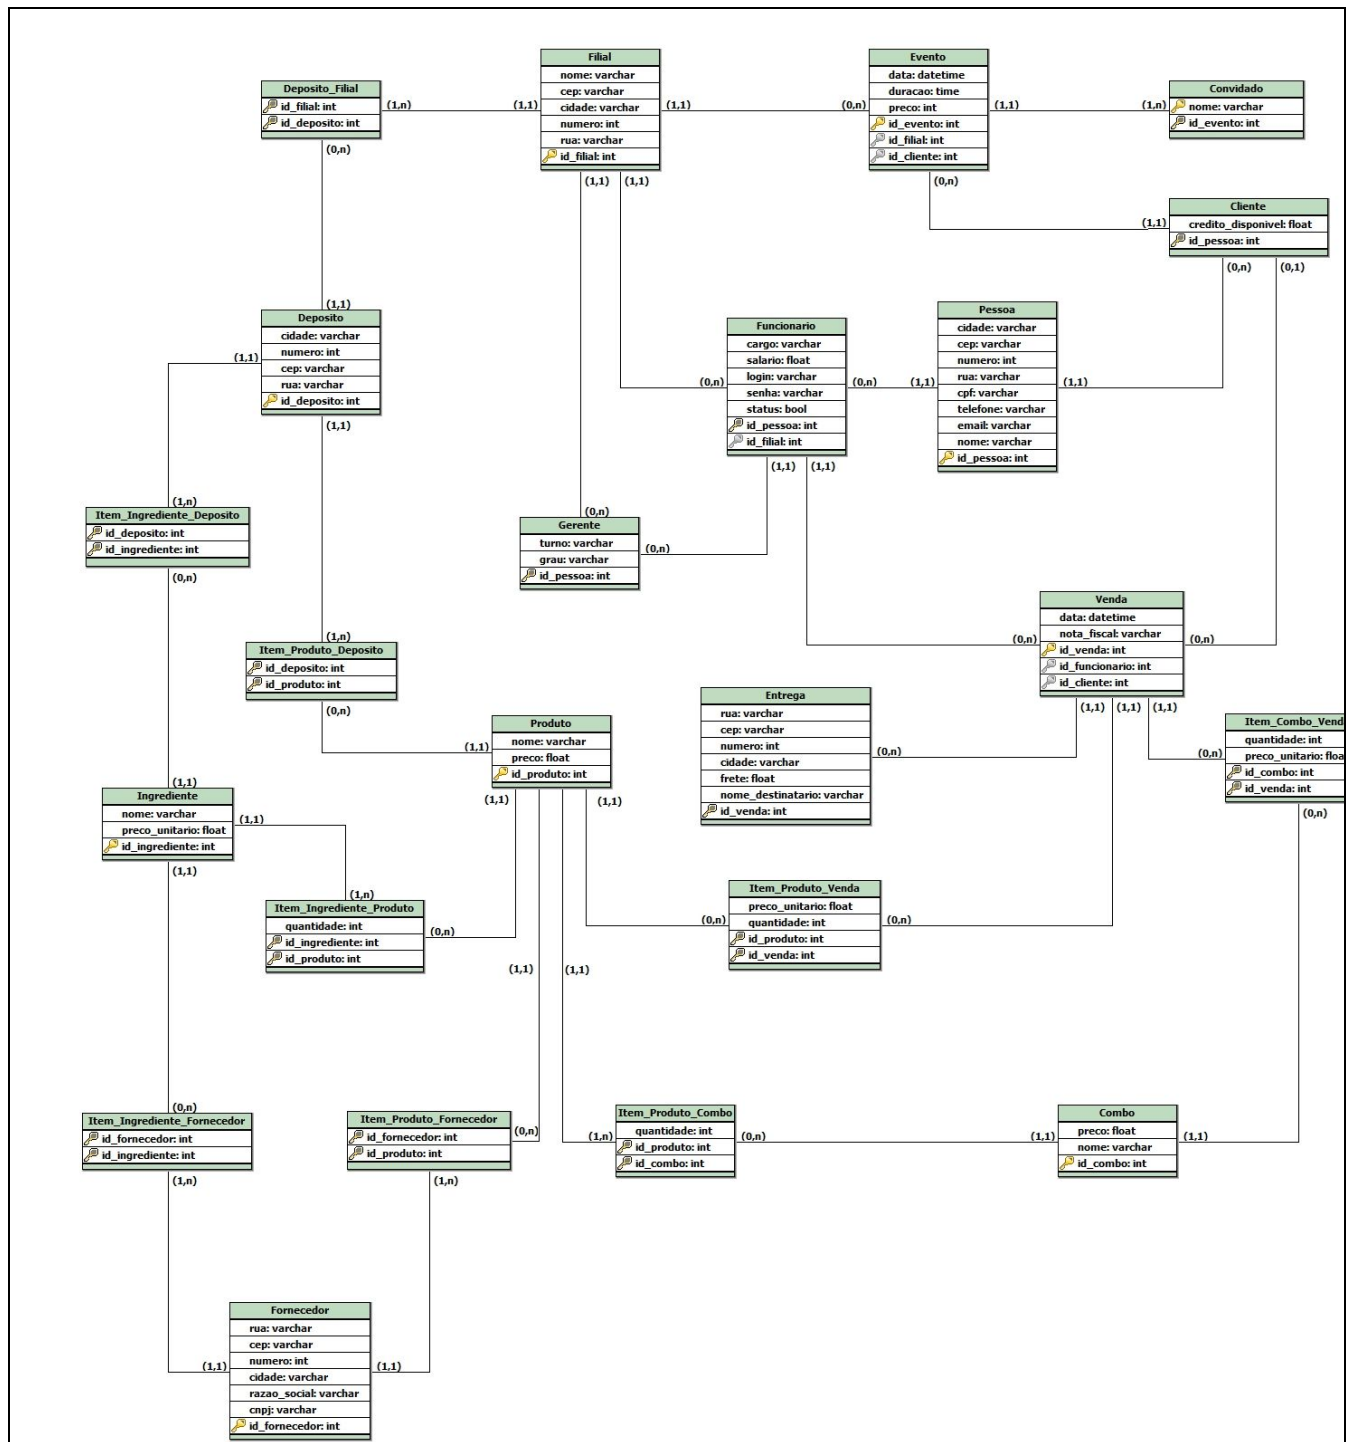 Filial
nome: varchar
cep: varchar
cidade: varchar
numero: int
rua: varchar
id_filial: int
(1,1)
(1,1)
(1,1)
(1,1)
Evento
data: datetime
duracao: time
preco: int
id_evento: int
id_filial: int
id_cliente: int
(0,n)
(1,1)
(0,n)
Deposito_Filial
id_filial: int
id_deposito: int
(1,n)
(0,n)
Convidado
nome: varchar
id_evento: int
(1,n)
Cliente
credito_disponivel: float
id_pessoa: int
(1,1)
(0,n)
(0,1)
Deposito
cidade: varchar
numero: int
cep: varchar
rua: varchar
id_deposito: int
(1,1)
(1,1)
(1,1)
Funcionario
cargo: varchar
salario: float
login: varchar
senha: varchar
status: bool
id_pessoa: int
id_filial: int
(0,n)
(0,n)
(1,1)
(1,1)
Pessoa
cidade: varchar
cep: varchar
numero: int
rua: varchar
cpf: varchar
telefone: varchar
email: varchar
nome: varchar
id_pessoa: int
(1,1)
(1,1)
(1,n)
Item_Ingrediente_Deposito
id_deposito: int
id_ingrediente: int
(0,n)
(0,n)
Gerente
turno: varchar
grau: varchar
id_pessoa: int
(0,n)
Venda
data: datetime
nota_fiscal: varchar
id_venda: int
id_funcionario: int
id_cliente: int
(0,n)
(0,n)
(1,1)
(1,1)
(1,1)
(1,n)
Item_Produto_Deposito
id_deposito: int
id_produto: int
(0,n)
Entrega
rua: varchar
cep: varchar
numero: int
cidade: varchar
frete: float
nome_destinatario: varchar
id_venda: int
(0,n)
Produto
nome: varchar
preco: float
id_produto: int
(1,1)
(1,1)
(1,1)
(1,1)
(1,1)
Item_Combo_Vend
quantidade: int
preco_unitario: floa
id_combo: int
id_venda: int
(0,n)
(0,n)
(1,1)
Ingrediente
nome: varchar
preco_unitario: float
id_ingrediente: int
(1,1)
(1,1)
(1,n)
Item_Ingrediente_Produto
quantidade: int
id_ingrediente: int
id_produto: int
(0,n)
Item_Produto_Venda
preco_unitario: float
quantidade: int
id_produto: int
id_venda: int
(0,n)
(0,n)
(0,n)
Item_Ingrediente_Fornecedor
id_fornecedor: int
id_ingrediente: int
(1,n)
Item_Produto_Fornecedor
id_fornecedor: int
id_produto: int
(0,n)
(1,n)
Item_Produto_Combo
quantidade: int
id_produto: int
id_combo: int
(1,n)
(0,n)
Combo
preco: float
nome: varchar
id_combo: int
(1,1)
(1,1)
Fornecedor
rua: varchar
cep: varchar
numero: int
cidade: varchar
razao_social: varchar
cnpj: varchar
id_fornecedor: int
(1,1)
(1,1)